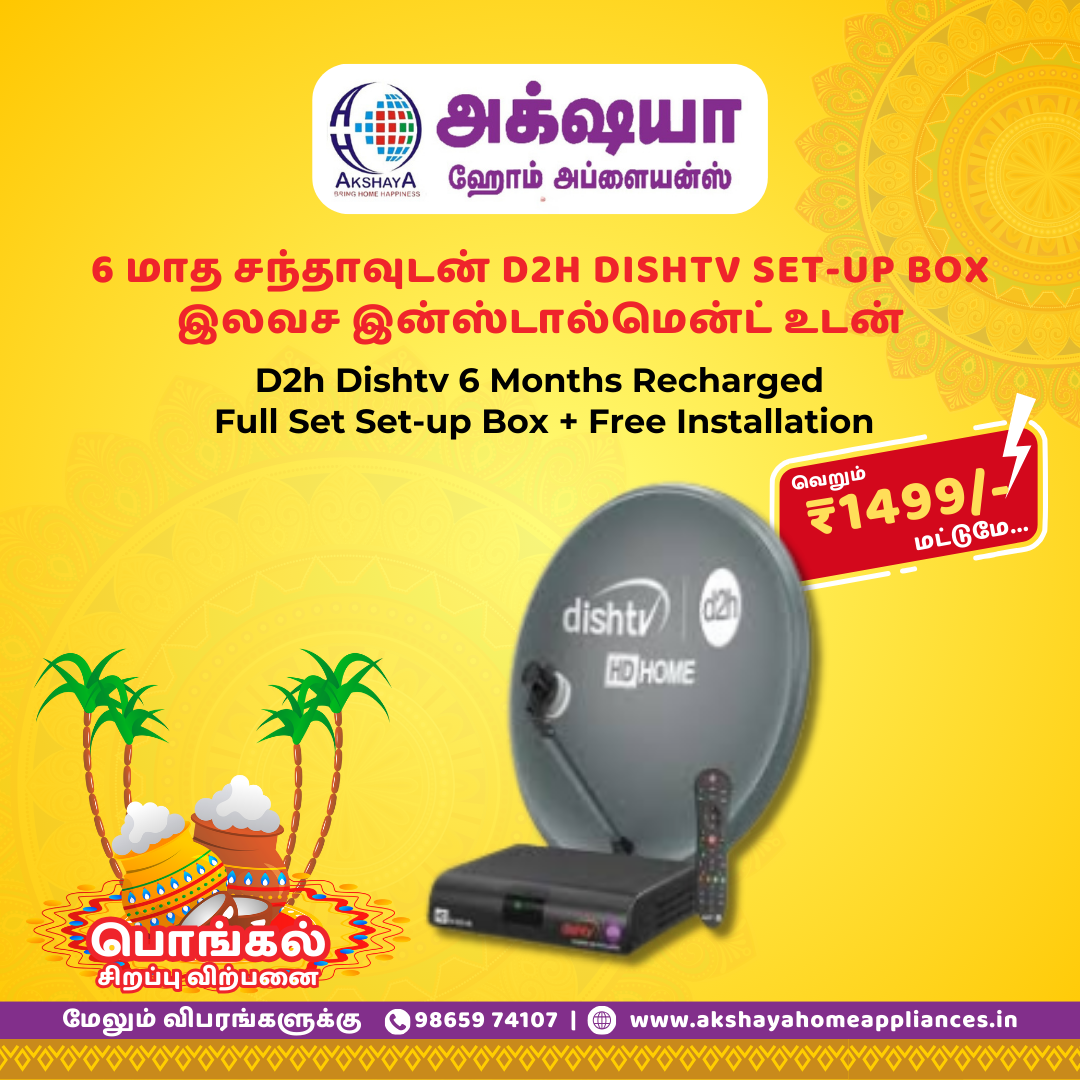 அக்‌ஷயா
ஹோம் அப்ளையன்ஸ்
AKSHAYA
BRING HOME HAPPINESS
6 மாத சந்தாவுடன் D2H DISHTV SET-UP BOX
இலவச இன்ஸ்டால்மென்ட் உடன்
D2h Dishtv 6 Months Recharged
Full Set Set-up Box + Free Installation
வெறும்
₹1499/-
மட்டுமே...
dishtv d2h
HD HOME
dishtv
பொங்கல்
சிறப்பு விற்பனை
மேலும் விபரங்களுக்கு 98659 74107 | www.akshayahomeappliances.in